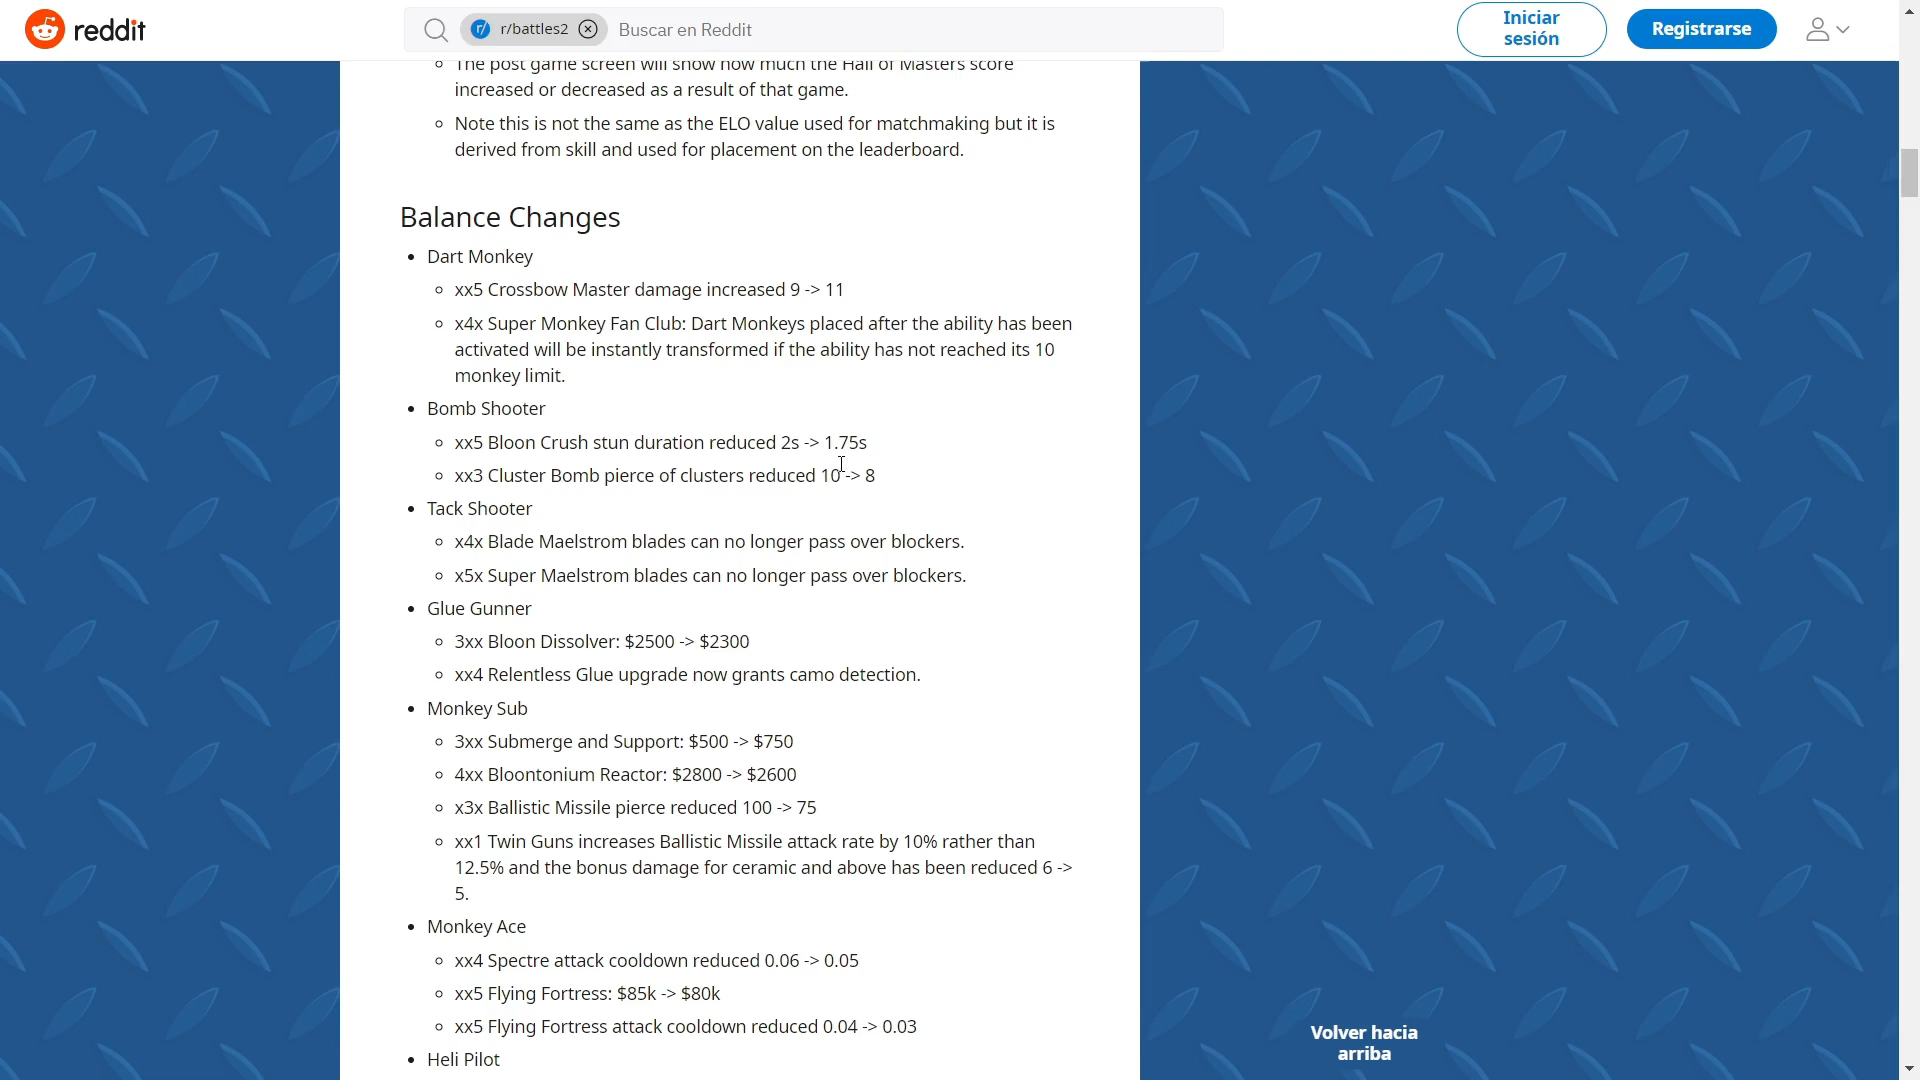 reddit
r/battles2
Buscar en Reddit
Iniciar
sesión
Registrarse
The post game screen will show how much the Hall of Masters score
increased or decreased as a result of that game.
Note this is not the same as the ELO value used for matchmaking but it is
derived from skill and used for placement on the leaderboard.
Balance Changes
Dart Monkey
xx5 Crossbow Master damage increased 9 -> 11
x4x Super Monkey Fan Club: Dart Monkeys placed after the ability has been
activated will be instantly transformed if the ability has not reached its 10
monkey limit.
Bomb Shooter
xx5 Bloon Crush stun duration reduced 2s -> 1.75s
xx3 Cluster Bomb pierce of clusters reduced 10 -> 8
Tack Shooter
x4x Blade Maelstrom blades can no longer pass over blockers.
x5x Super Maelstrom blades can no longer pass over blockers.
Glue Gunner
3xx Bloon Dissolver: $2500 -> $2300
xx4 Relentless Glue upgrade now grants camo detection.
Monkey Sub
3xx Submerge and Support: $500 -> $750
4xx Bloontonium Reactor: $2800 -> $2600
x3x Ballistic Missile pierce reduced 100 -> 75
xx1 Twin Guns increases Ballistic Missile attack rate by 10% rather than
12.5% and the bonus damage for ceramic and above has been reduced 6 ->
5.
Monkey Ace
xx4 Spectre attack cooldown reduced 0.06 -> 0.05
xx5 Flying Fortress: $85k -> $80k
xx5 Flying Fortress attack cooldown reduced 0.04 -> 0.03
Heli Pilot
Volver hacia
arriba